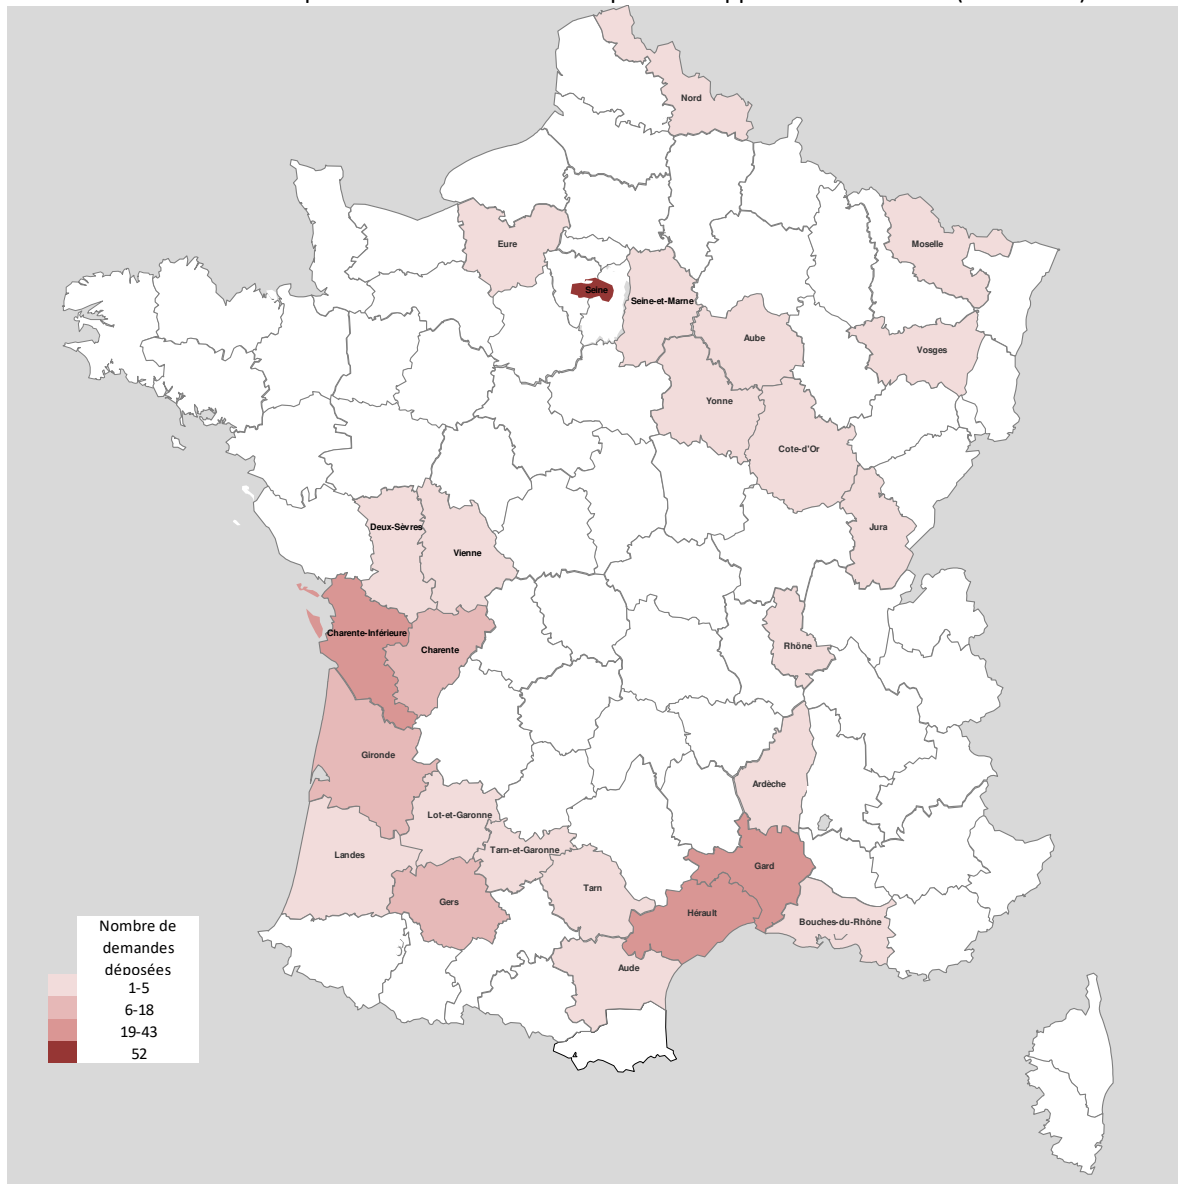 Nord
Eure
Moselle
Seine
Seine-et-Marne
Aube
Vosges
Yonne
Cote-d'Or
Deux-Sèvres
Jura
Vienne
Charente-Inférieure
Rhône
Charente
Gironde
Ardèche
Lot-et-Garonne
Tarn-et-Garonne
Landes
Gard
Tarn
Gers
Hérault
Bouches-du-Rhône
Aude
Nombre de
demandes
déposées
1-5
6-18
19-43
52
4